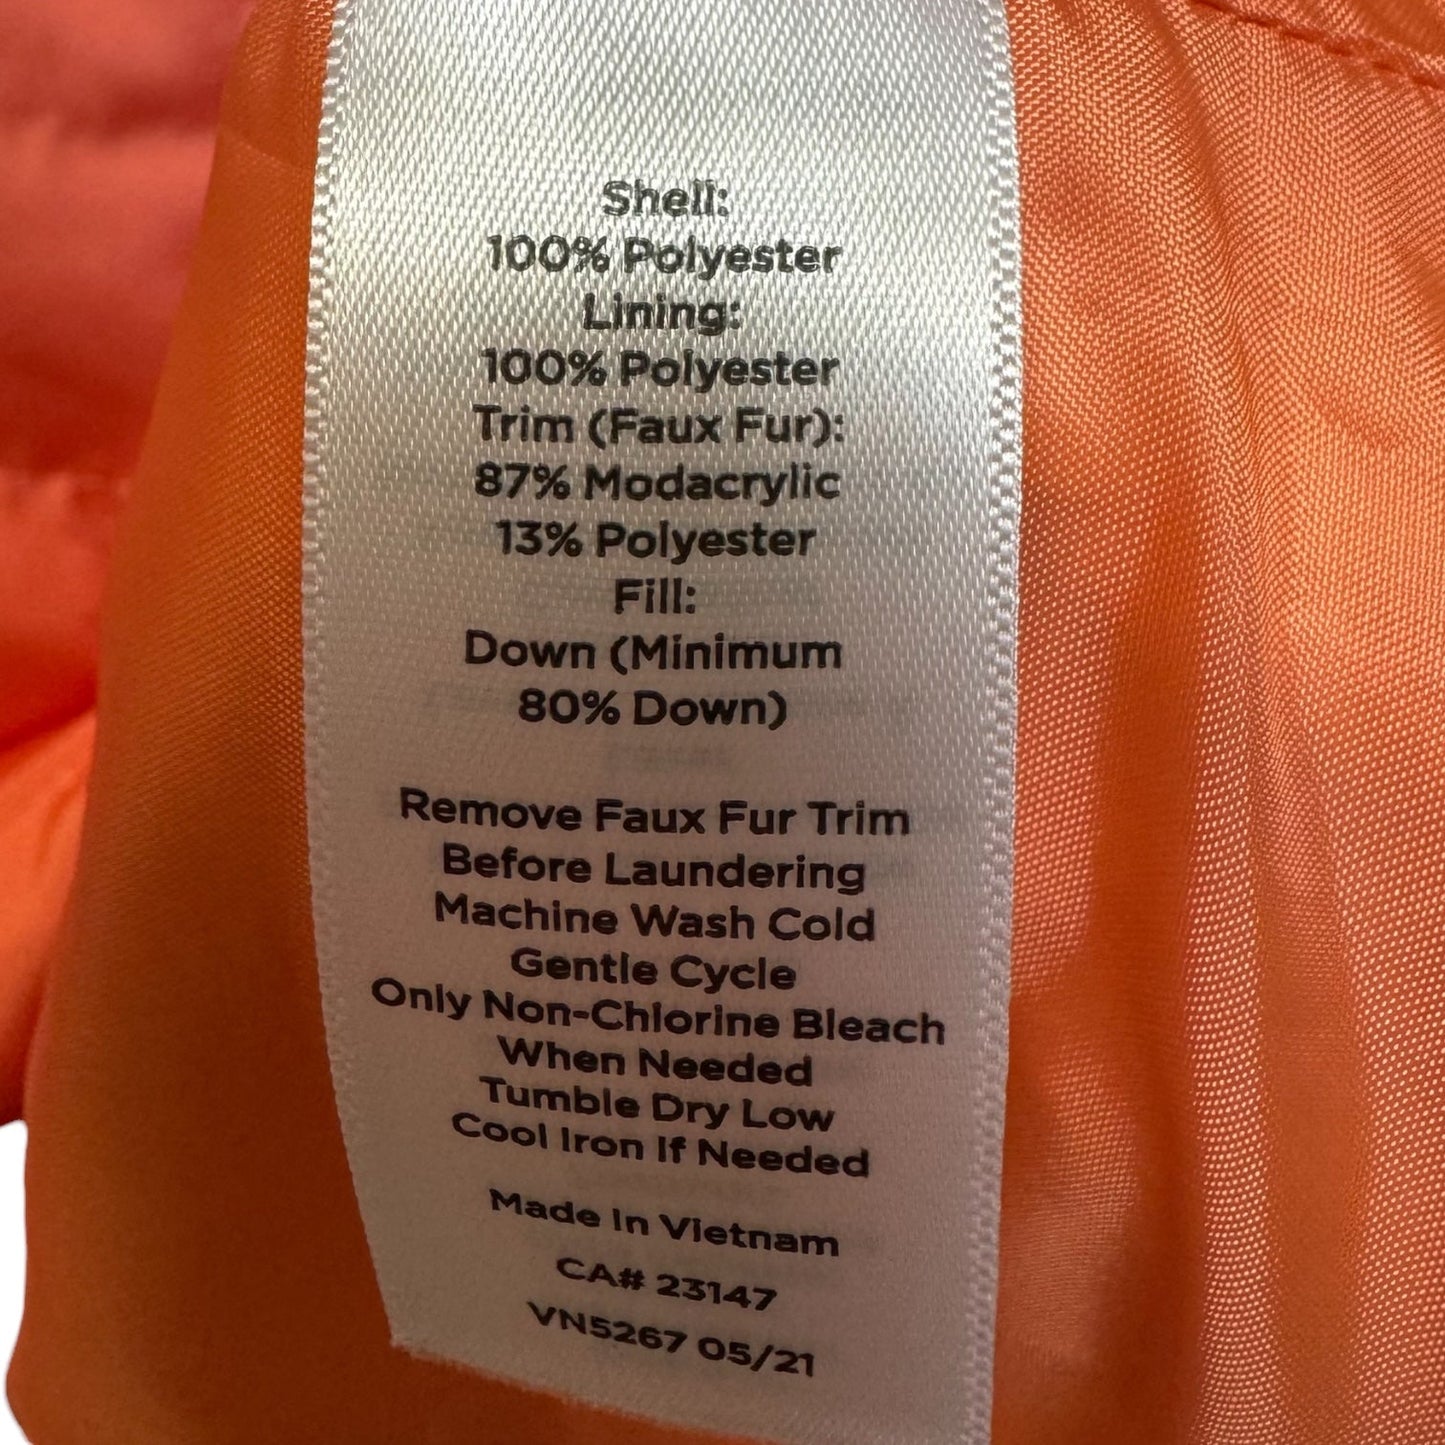 Shell:
100% Polyester
Lining:
100% Polyester
Trim (Faux Fur):
87% Modacrylic
13% Polyester
Fill:
Down (Minimum
80% Down)
Remove Faux Fur Trim
Before Laundering
Machine Wash Cold
Gentle Cycle
Only Non-Chlorine Bleach
When Needed
Tumble Dry Low
Cool Iron If Needed
Made In Vietnam
CA# 23147
VN5267 05/21